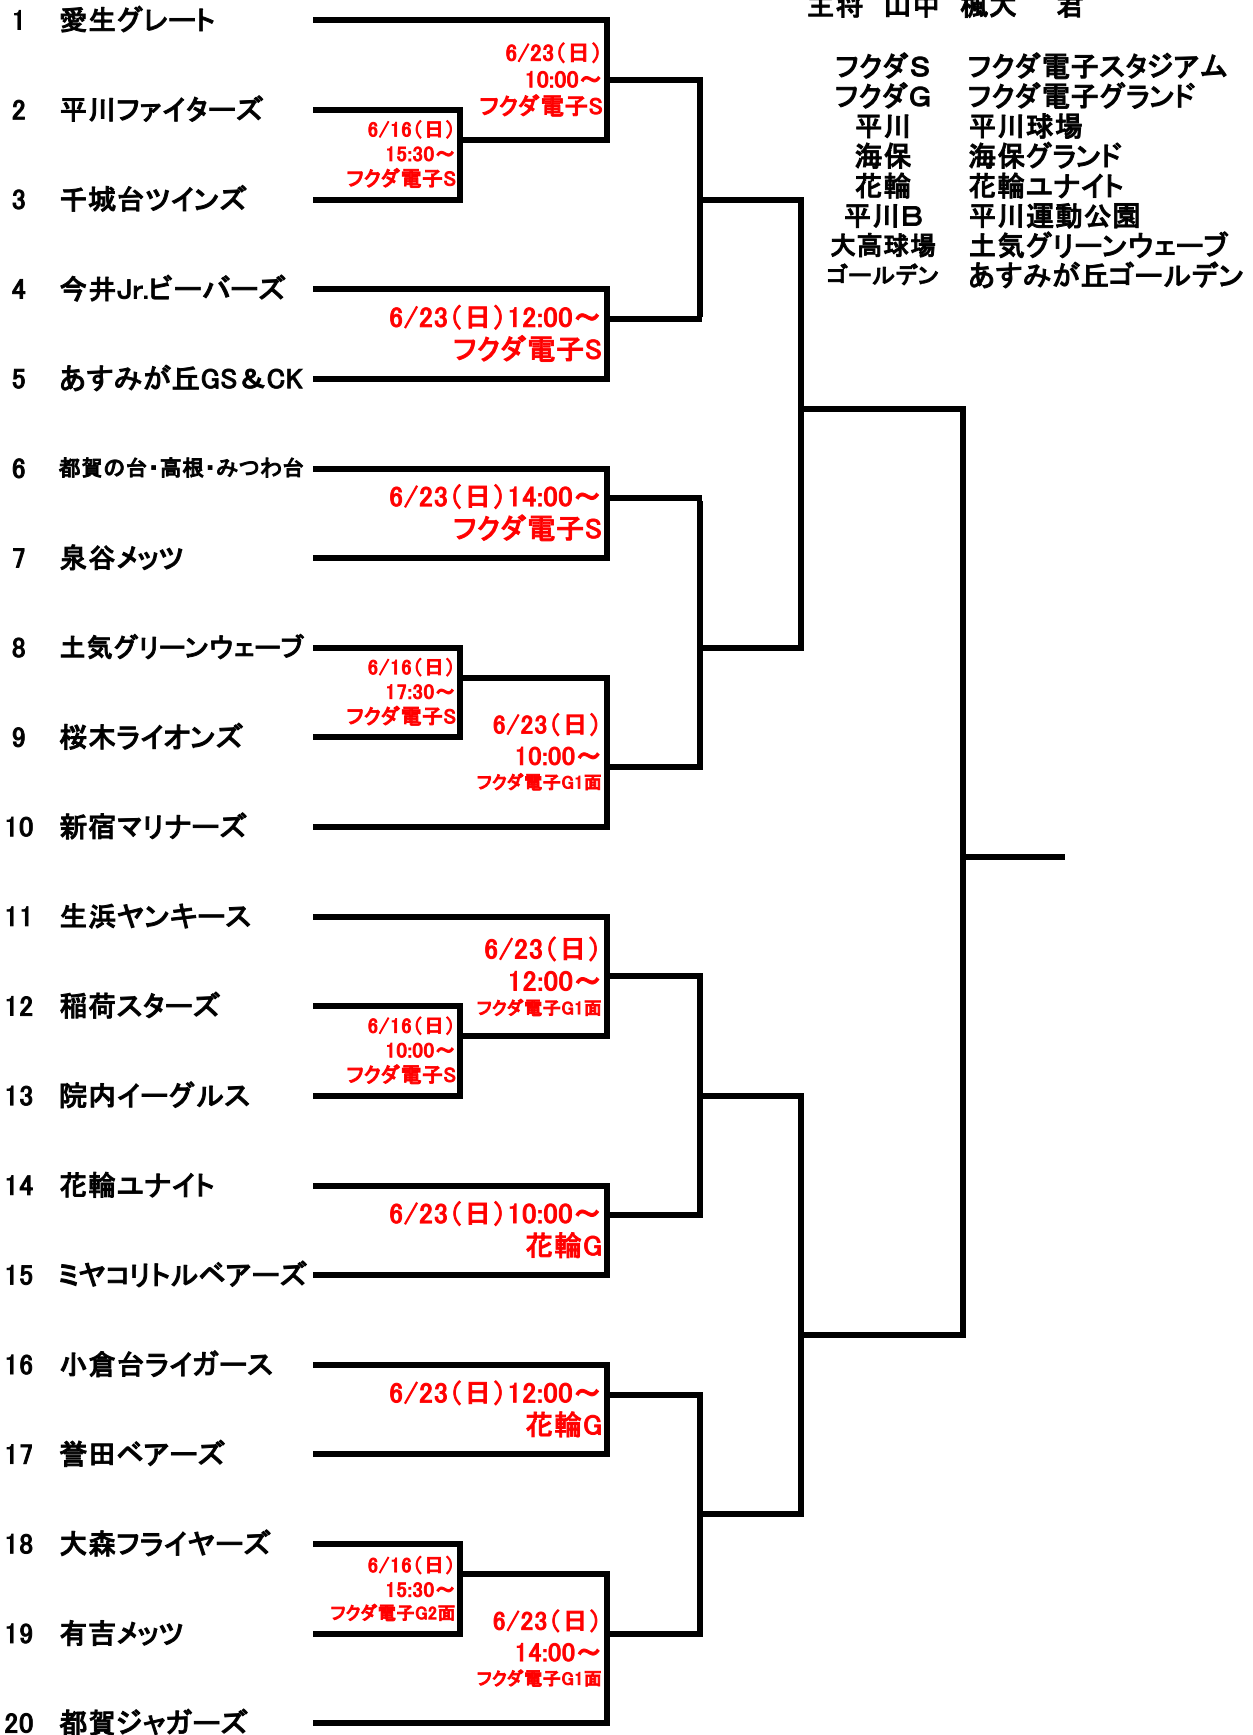 主将 山中 楓大 君
1 愛生グレート
6/23(日)
10:00～
フクダ電子S
フクダS フクダ電子スタジアム
フクダG フクダ電子グランド
平川 平川球場
海保 海保グランド
花輪 花輪ユナイト
平川B 平川運動公園
大高球場 土気グリーンウェーブ
ゴールデン あすみが丘ゴールデン
2 平川ファイターズ
6/16(日)
15:30～
フクダ電子S
3 千城台ツインズ
4 今井Jr.ビーバーズ
6/23(日)12:00～
フクダ電子S
5 あすみが丘GS＆CK
6 都賀の台・高根・みつわ台
6/23(日)14:00～
フクダ電子S
7 泉谷メッツ
8 土気グリーンウェーブ
6/16(日)
17:30～
フクダ電子S
9 桜木ライオンズ
6/23(日)
10:00～
フクダ電子G1面
10 新宿マリナーズ
11 生浜ヤンキース
6/23(日)
12:00～
フクダ電子G1面
12 稲荷スターズ
6/16(日)
10:00～
フクダ電子S
13 院内イーグルス
14 花輪ユナイト
6/23(日)10:00～
花輪G
15 ミヤコリトルベアーズ
16 小倉台ライガース
6/23(日)12:00～
花輪G
17 誉田ベアーズ
18 大森フライヤーズ
6/16(日)
15:30～
フクダ電子G2面
19 有吉メッツ
6/23(日)
14:00～
フクダ電子G1面
20 都賀ジャガーズ